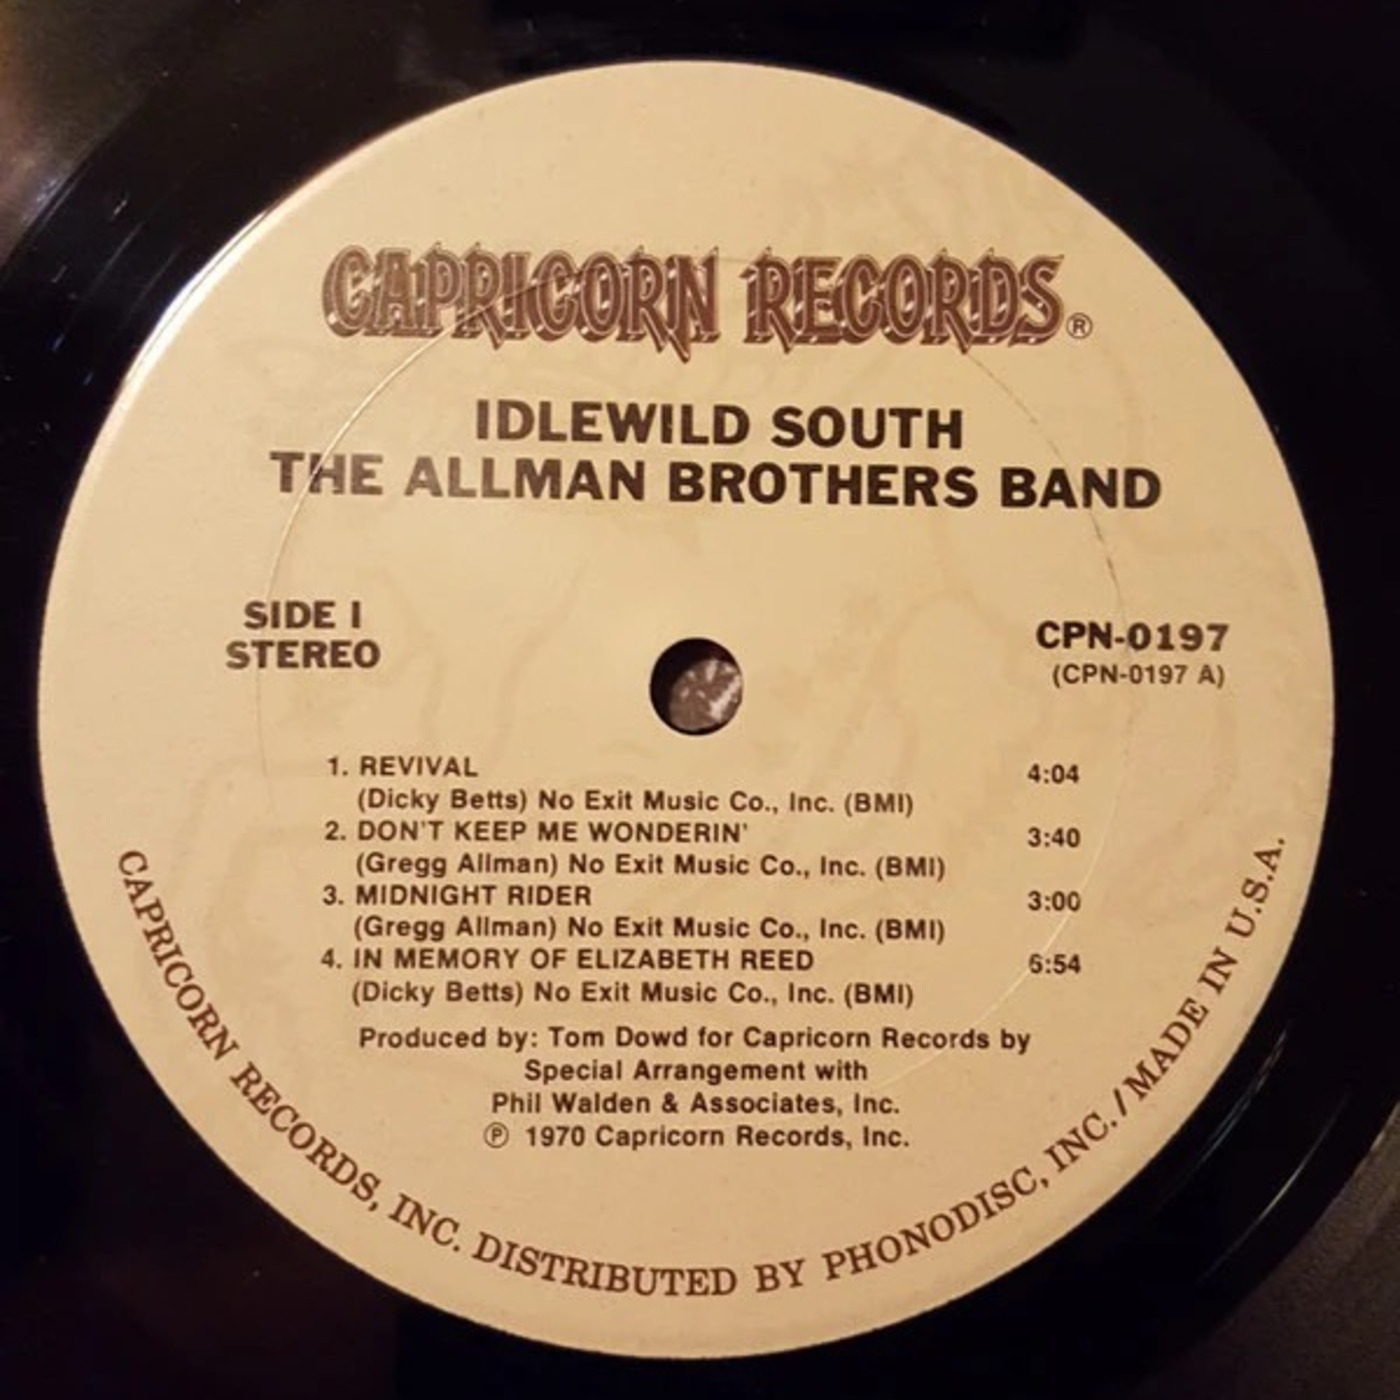 CAPRICORN RECORDS®
IDLEWILD SOUTH
THE ALLMAN BROTHERS BAND
SIDE I
STEREO
CPN-0197
(CPN-0197 A)
1. REVIVAL 4:04
(Dicky Betts) No Exit Music Co., Inc. (BMI)
2. DON'T KEEP ME WONDERIN' 3:40
(Gregg Allman) No Exit Music Co., Inc. (BMI)
3. MIDNIGHT RIDER 3:00
(Gregg Allman) No Exit Music Co., Inc. (BMI)
4. IN MEMORY OF ELIZABETH REED 6:54
(Dicky Betts) No Exit Music Co., Inc. (BMI)
Produced by: Tom Dowd for Capricorn Records by
Special Arrangement with
Phil Walden & Associates, Inc.
℗ 1970 Capricorn Records, Inc.
CAPRICORN RECORDS, INC. DISTRIBUTED BY PHONODISC, INC. / MADE IN U.S.A.